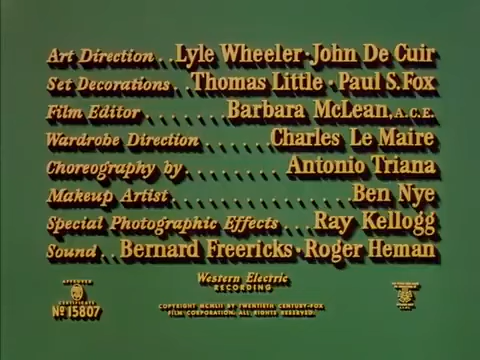 Art Direction . . Lyle Wheeler · John De Cuir
Set Decorations . . Thomas Little · Paul S. Fox
Film Editor . . . . . . Barbara McLean, A.C.E.
Wardrobe Direction . . . . . Charles Le Maire
Choreography by . . . . . . . Antonio Triana
Makeup Artist . . . . . . . . . . . . Ben Nye
Special Photographic Effects . . . Ray Kellogg
Sound . . Bernard Freericks · Roger Heman
Western Electric
RECORDING
APPROVED
CERTIFICATE
No 15807
COPYRIGHT MCMLII BY TWENTIETH CENTURY-FOX
FILM CORPORATION. ALL RIGHTS RESERVED.